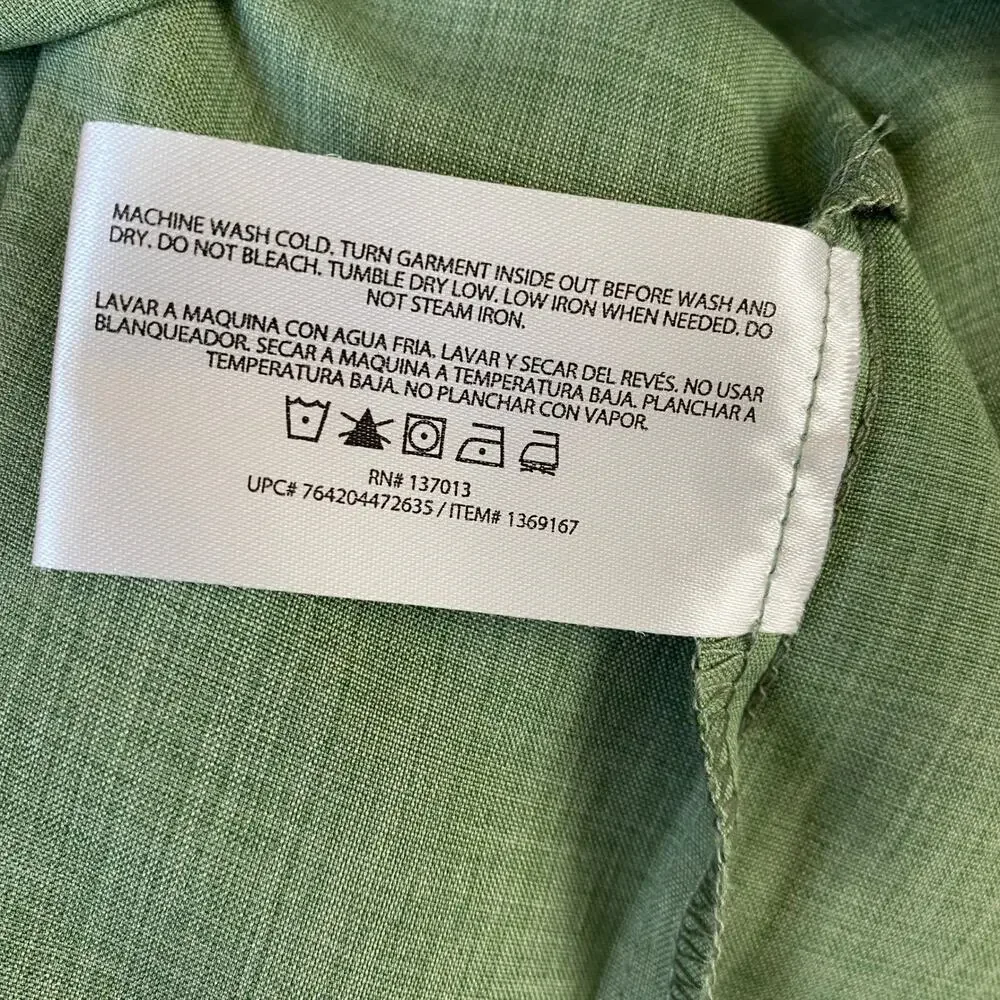 MACHINE WASH COLD. TURN GARMENT INSIDE OUT BEFORE WASH AND
DRY. DO NOT BLEACH. TUMBLE DRY LOW. LOW IRON WHEN NEEDED. DO
NOT STEAM IRON.
LAVAR A MAQUINA CON AGUA FRIA. LAVAR Y SECAR DEL REVÉS. NO USAR
BLANQUEADOR. SECAR A MAQUINA A TEMPERATURA BAJA. PLANCHAR A
TEMPERATURA BAJA. NO PLANCHAR CON VAPOR.
RN# 137013
UPC# 764204472635 / ITEM# 1369167